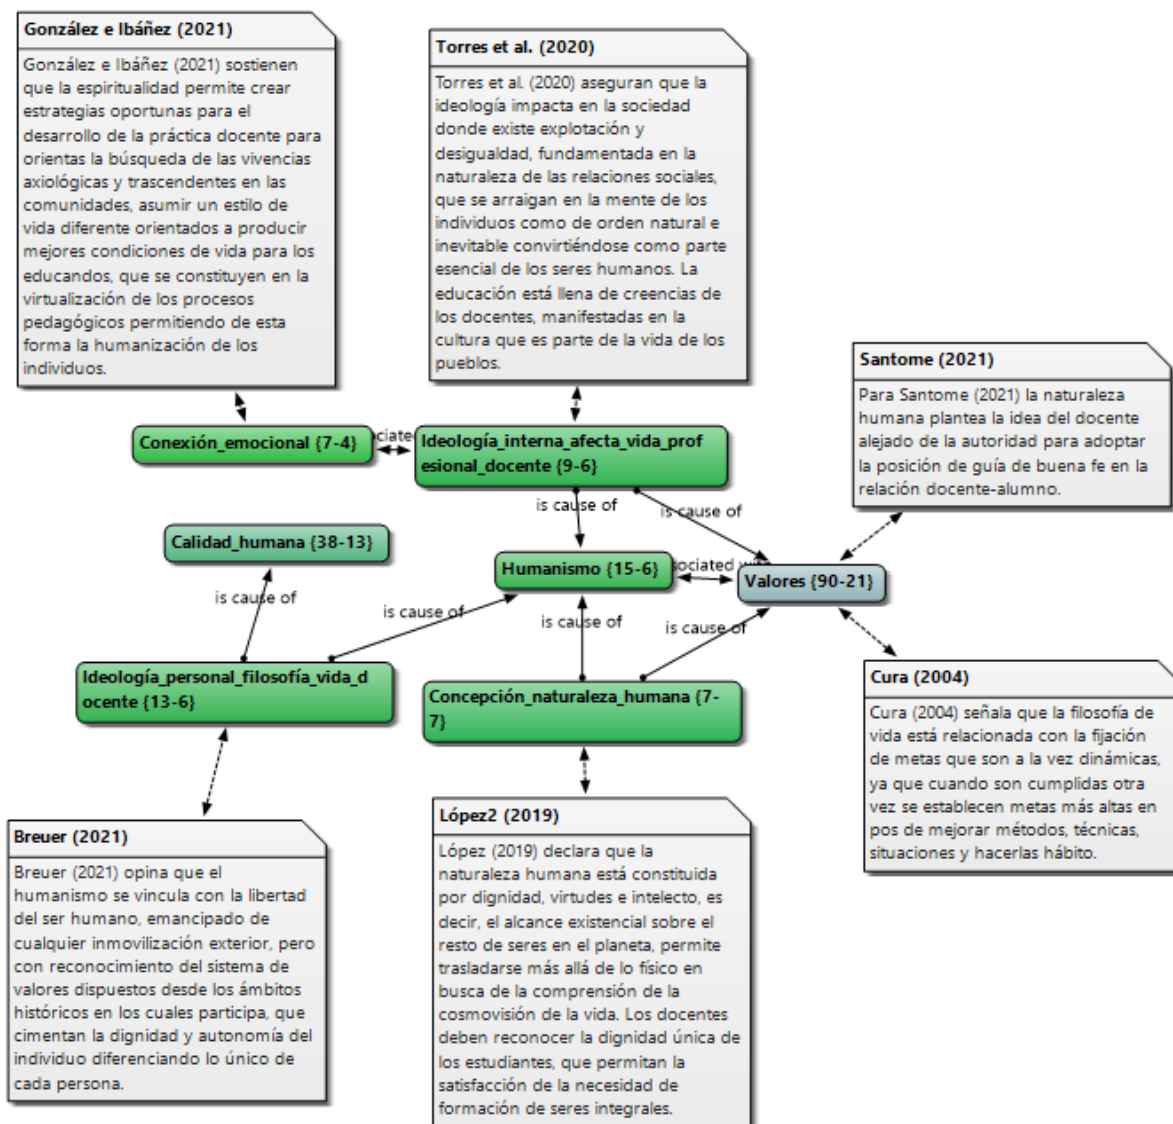 González e Ibáñez (2021)
González e Ibáñez (2021) sostienen
que la espiritualidad permite crear
estrategias oportunas para el
desarrollo de la práctica docente para
orientas la búsqueda de las vivencias
axiológicas y trascendentes en las
comunidades, asumir un estilo de
vida diferente orientados a producir
mejores condiciones de vida para los
educandos, que se constituyen en la
virtualización de los procesos
pedagógicos permitiendo de esta
forma la humanización de los
individuos.
Torres et al. (2020)
Torres et al. (2020) aseguran que la
ideología impacta en la sociedad
donde existe explotación y
desigualdad, fundamentada en la
naturaleza de las relaciones sociales,
que se arraigan en la mente de los
individuos como de orden natural e
inevitable convirtiéndose como parte
esencial de los seres humanos. La
educación está llena de creencias de
los docentes, manifestadas en la
cultura que es parte de la vida de los
pueblos.
Santome (2021)
Para Santome (2021) la naturaleza
humana plantea la idea del docente
alejado de la autoridad para adoptar
la posición de guía de buena fe en la
relación docente-alumno.
Conexión_emocional {7-4}
ociated
Ideología_interna_afecta_vida_prof
esional_docente {9-6}
is cause of
is cause of
Calidad_humana {38-13}
Humanismo {15-6}
sociated wi
Valores {90-21}
is cause of
is cause of
is cause of
is cause of
Ideología_personal_filosofía_vida_d
ocente {13-6}
Concepción_naturaleza_humana {7-
7}
Cura (2004)
Cura (2004) señala que la filosofía de
vida está relacionada con la fijación
de metas que son a la vez dinámicas,
ya que cuando son cumplidas otra
vez se establecen metas más altas en
pos de mejorar métodos, técnicas,
situaciones y hacerlas hábito.
Breuer (2021)
Breuer (2021) opina que el
humanismo se vincula con la libertad
del ser humano, emancipado de
cualquier inmovilización exterior, pero
con reconocimiento del sistema de
valores dispuestos desde los ámbitos
históricos en los cuales participa, que
cimentan la dignidad y autonomía del
individuo diferenciando lo único de
cada persona.
López2 (2019)
López (2019) declara que la
naturaleza humana está constituida
por dignidad, virtudes e intelecto, es
decir, el alcance existencial sobre el
resto de seres en el planeta, permite
trasladarse más allá de lo físico en
busca de la comprensión de la
cosmovisión de la vida. Los docentes
deben reconocer la dignidad única de
los estudiantes, que permitan la
satisfacción de la necesidad de
formación de seres integrales.